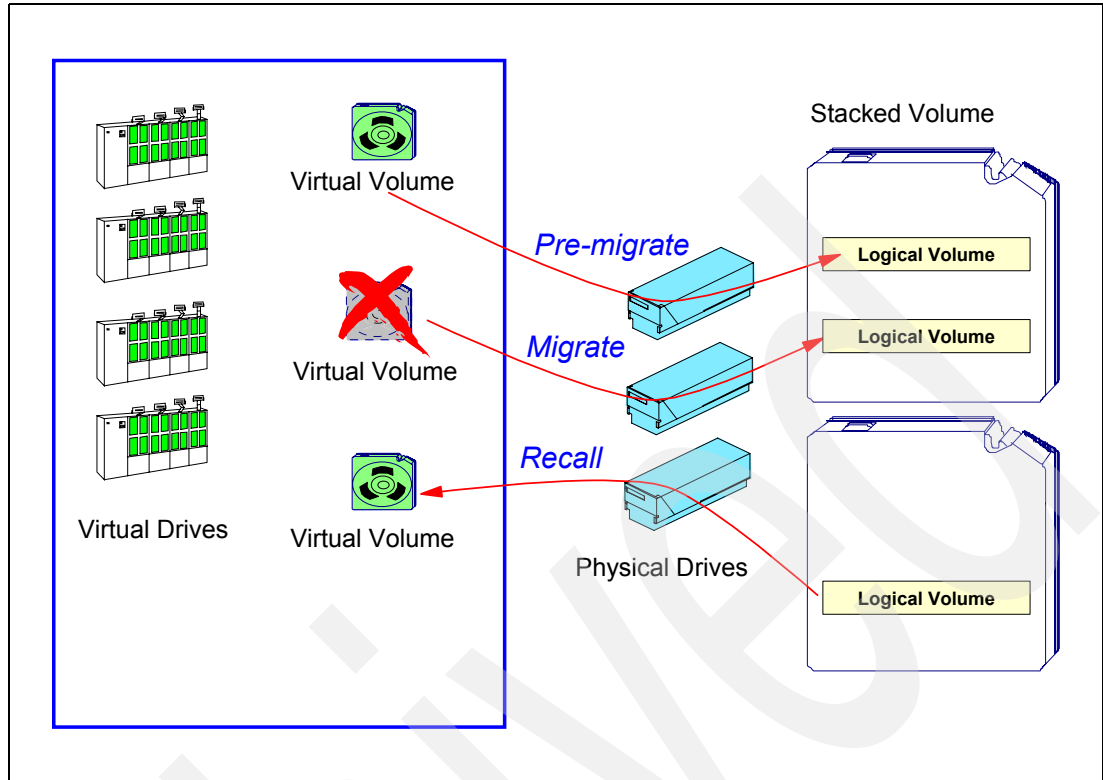 Stacked Volume
Virtual Volume
Pre-migrate
Logical Volume
Migrate
Logical Volume
Virtual Volume
Recall
Virtual Drives
Virtual Volume
Physical Drives
Logical Volume